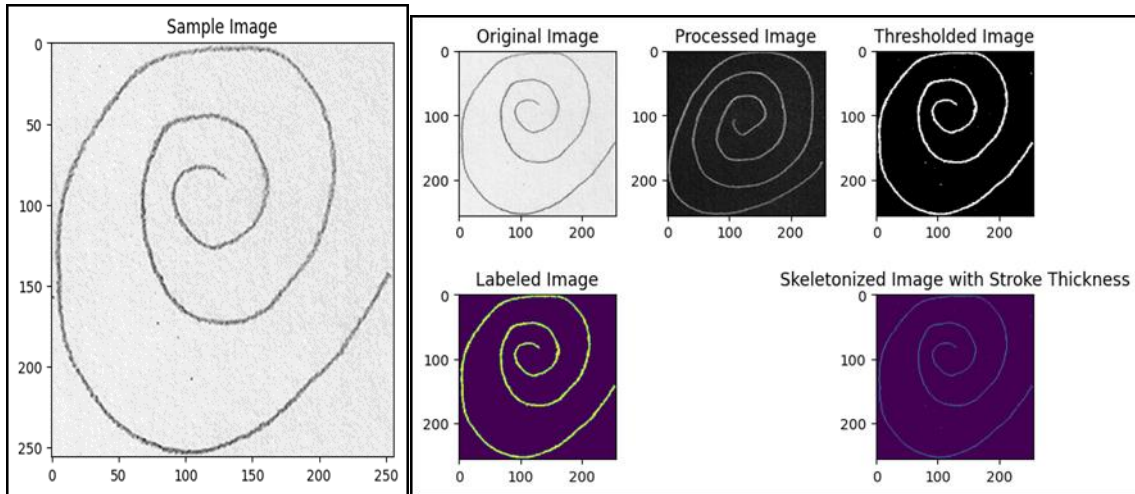 Sample Image
0
50
100
150
200
250
0 50 100 150 200 250
Original Image
0
100
200
0 100 200
Processed Image
0
100
200
0 100 200
Thresholded Image
0
100
200
0 100 200
Labeled Image
0
100
200
0 100 200
Skeletonized Image with Stroke Thickness
0
100
200
0 100 200